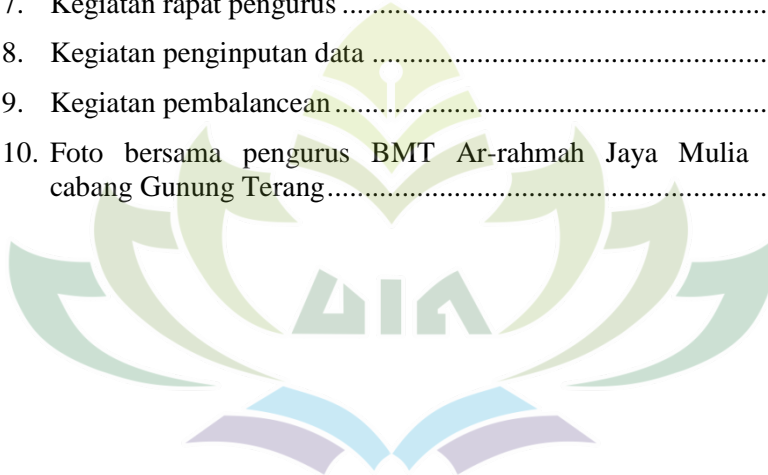 7. Kegiatan rapat pengurus ................................................................
8. Kegiatan penginputan data ............................................................
9. Kegiatan pembalancean .................................................................
10. Foto bersama pengurus BMT Ar-rahmah Jaya Mulia
cabang Gunung Terang ..................................................................
UIN